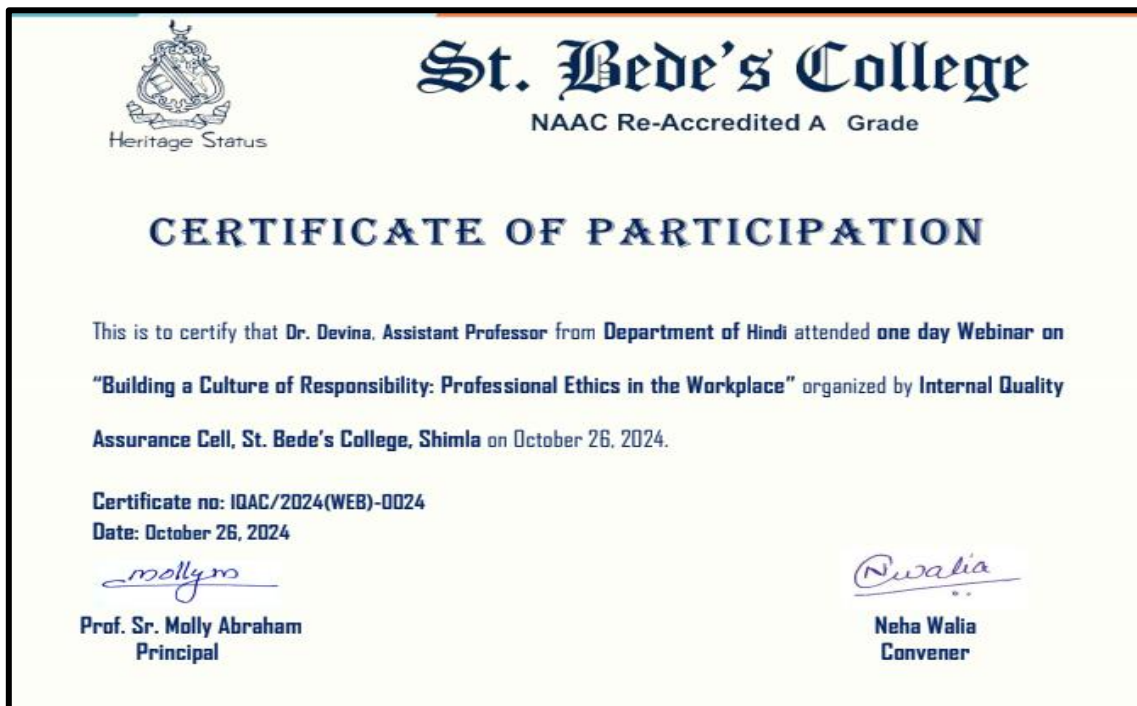 St. Bede's College
NAAC Re-Accredited A Grade
Heritage Status
CERTIFICATE OF PARTICIPATION
This is to certify that Dr. Devina, Assistant Professor from Department of Hindi attended one day Webinar on
“Building a Culture of Responsibility: Professional Ethics in the Workplace” organized by Internal Quality
Assurance Cell, St. Bede’s College, Shimla on October 26, 2024.
Certificate no: IQAC/2024(WEB)-0024
Date: October 26, 2024
mollym
Nwalia
Prof. Sr. Molly Abraham
Principal
Neha Walia
Convener